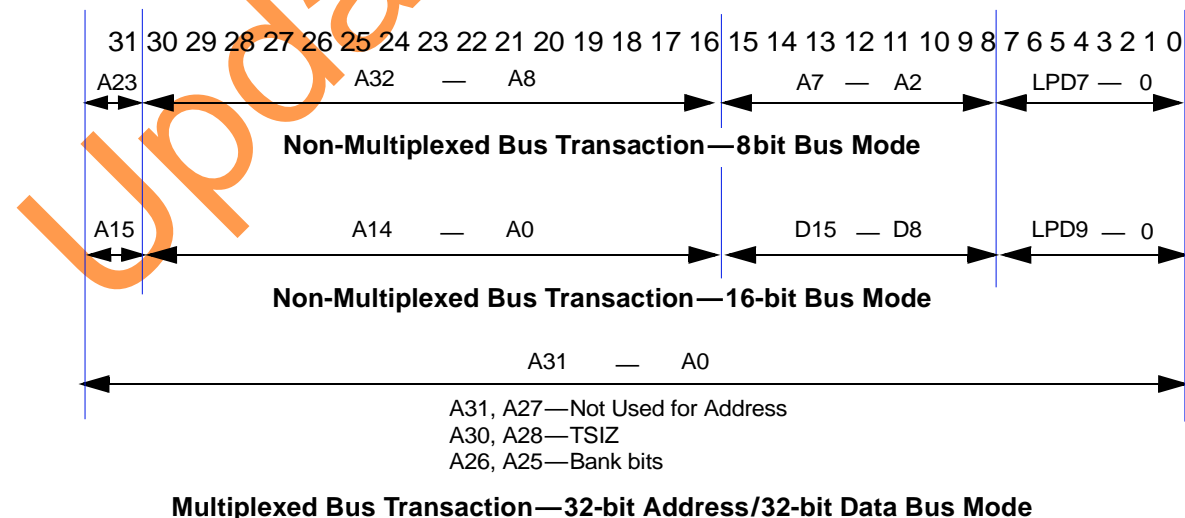 31 30 29 28 27 26 25 24 23 22 21 20 19 18 17 16 15 14 13 12 11 10 9 8 7 6 5 4 3 2 1 0
A23 A32 — A8 A7 — A2 LPD7 — 0
Non-Multiplexed Bus Transaction—8bit Bus Mode
A15 A14 — A0 D15 — D8 LPD9 — 0
Non-Multiplexed Bus Transaction—16-bit Bus Mode
A31 — A0
A31, A27—Not Used for Address
A30, A28—TSIZ
A26, A25—Bank bits
Multiplexed Bus Transaction—32-bit Address/32-bit Data Bus Mode